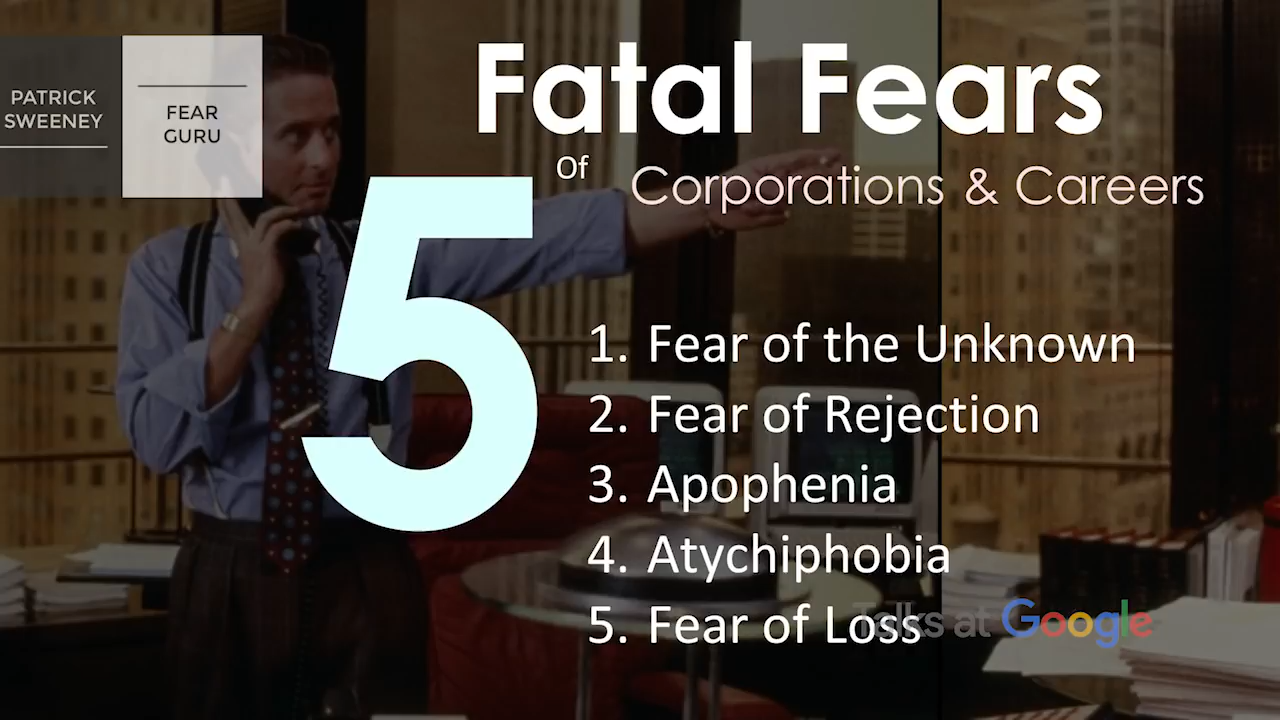 PATRICK
SWEENEY
FEAR
GURU
5
Fatal Fears
Of
Corporations & Careers
1. Fear of the Unknown
2. Fear of Rejection
3. Apophenia
4. Atychiphobia
5. Fear of Loss
Talks at Google